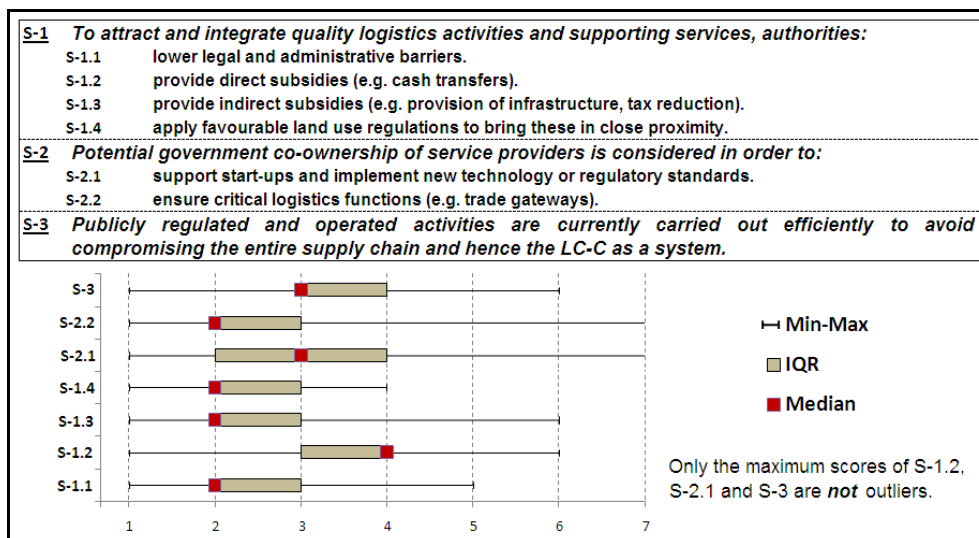 S-1 To attract and integrate quality logistics activities and supporting services, authorities:
S-1.1 lower legal and administrative barriers.
S-1.2 provide direct subsidies (e.g. cash transfers).
S-1.3 provide indirect subsidies (e.g. provision of infrastructure, tax reduction).
S-1.4 apply favourable land use regulations to bring these in close proximity.
S-2 Potential government co-ownership of service providers is considered in order to:
S-2.1 support start-ups and implement new technology or regulatory standards.
S-2.2 ensure critical logistics functions (e.g. trade gateways).
S-3 Publicly regulated and operated activities are currently carried out efficiently to avoid
compromising the entire supply chain and hence the LC-C as a system.
S-3
S-2.2
S-2.1
S-1.4
S-1.3
S-1.2
S-1.1
1 2 3 4 5 6 7
Min-Max
IQR
Median
Only the maximum scores of S-1.2,
S-2.1 and S-3 are not outliers.